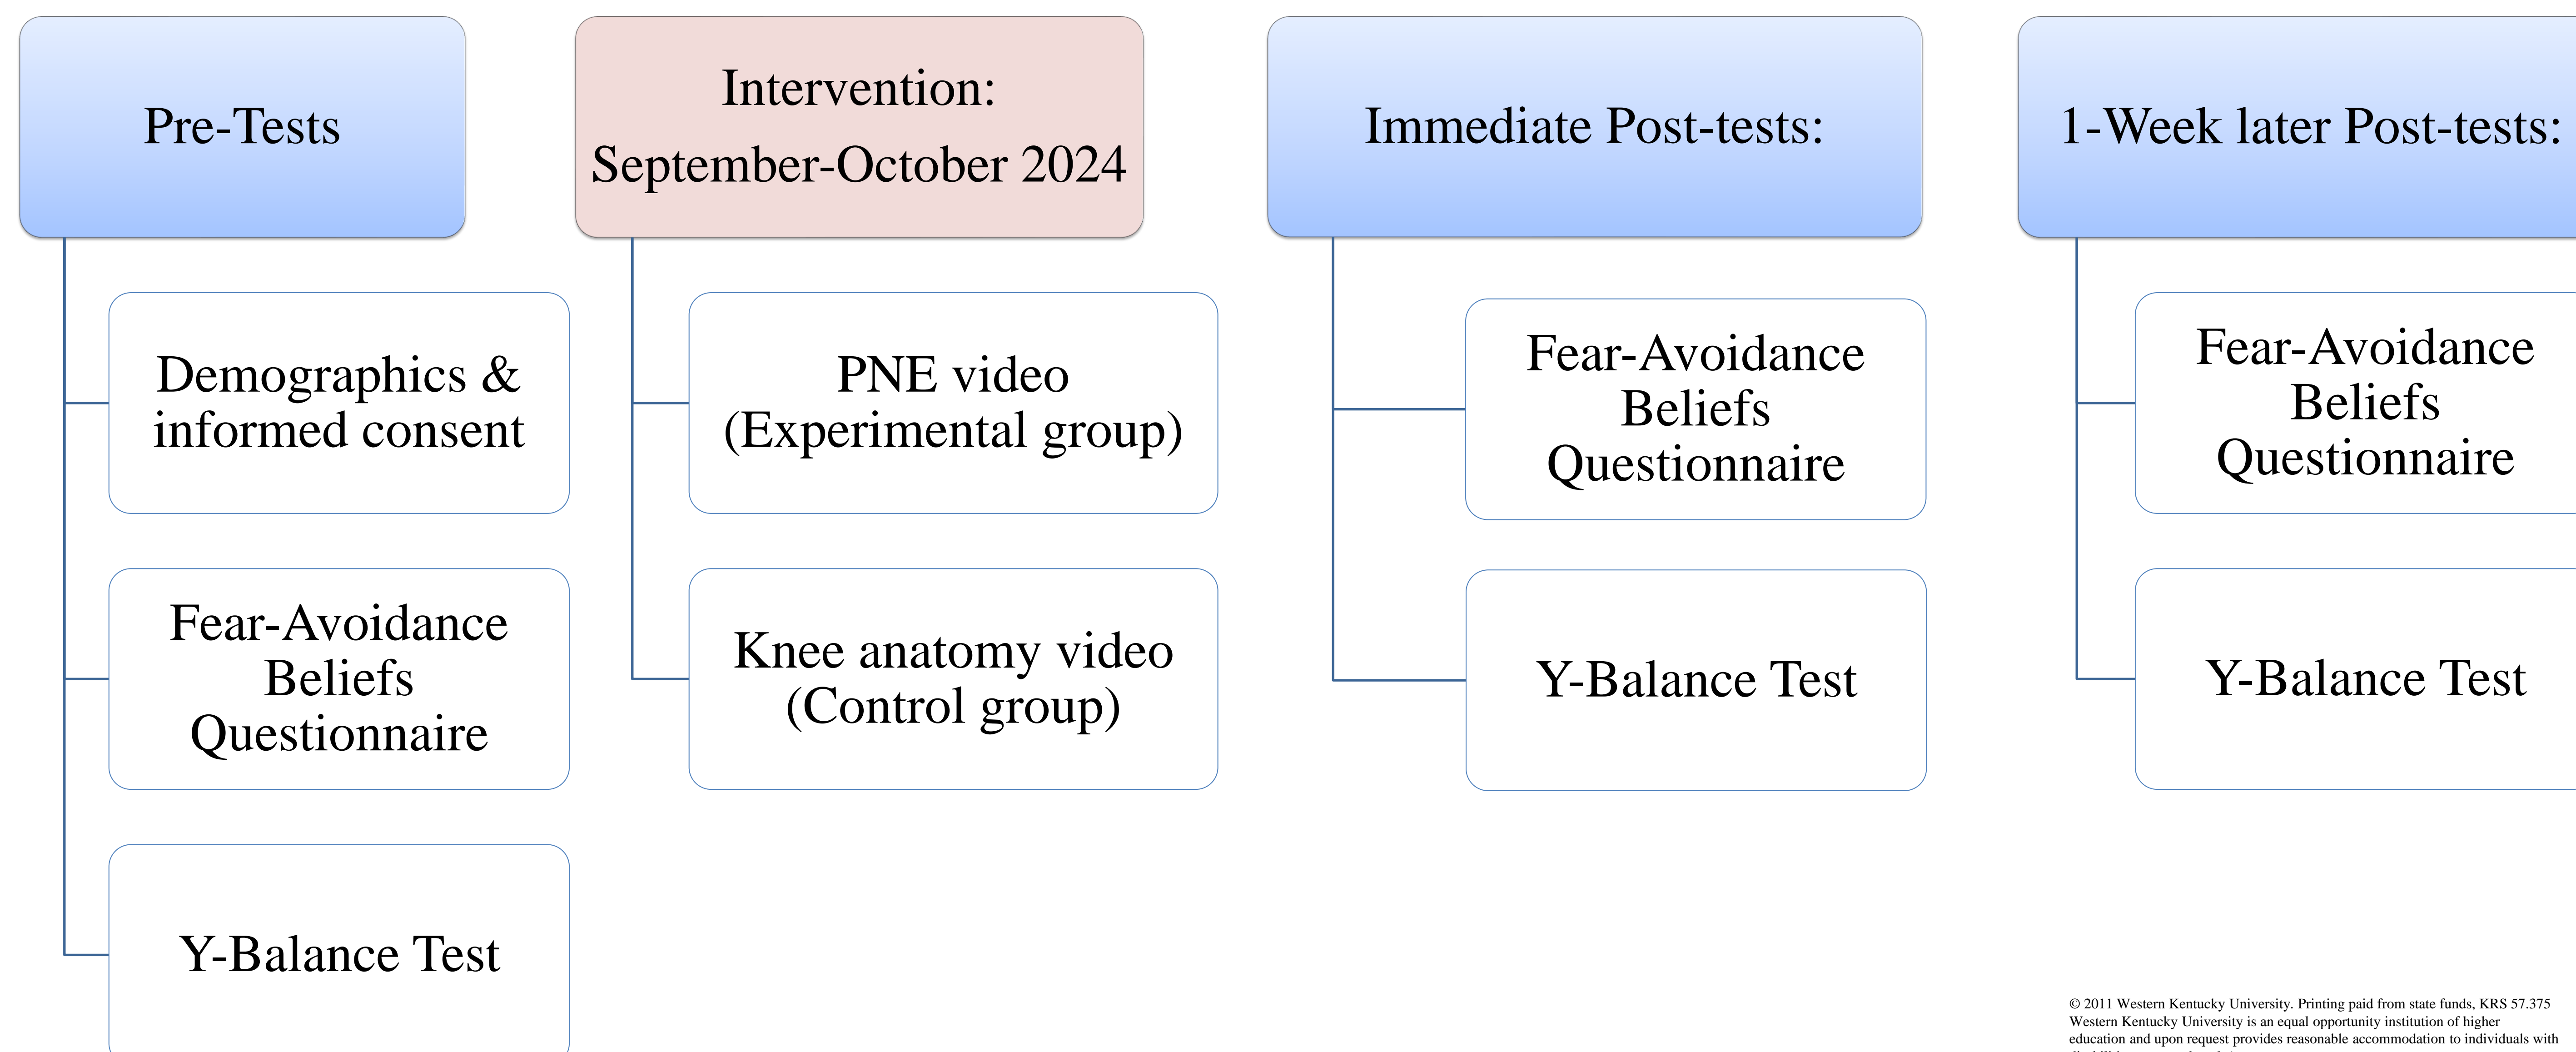 Pre-Tests
Demographics &
informed consent
Fear-Avoidance
Beliefs
Questionnaire
Y-Balance Test
Intervention:
September-October 2024
PNE video
(Experimental group)
Knee anatomy video
(Control group)
Immediate Post-tests:
Fear-Avoidance
Beliefs
Questionnaire
Y-Balance Test
1-Week later Post-tests:
Fear-Avoidance
Beliefs
Questionnaire
Y-Balance Test
© 2011 Western Kentucky University. Printing paid from state funds, KRS 57.375
Western Kentucky University is an equal opportunity institution of higher
education and upon request provides reasonable accommodation to individuals with